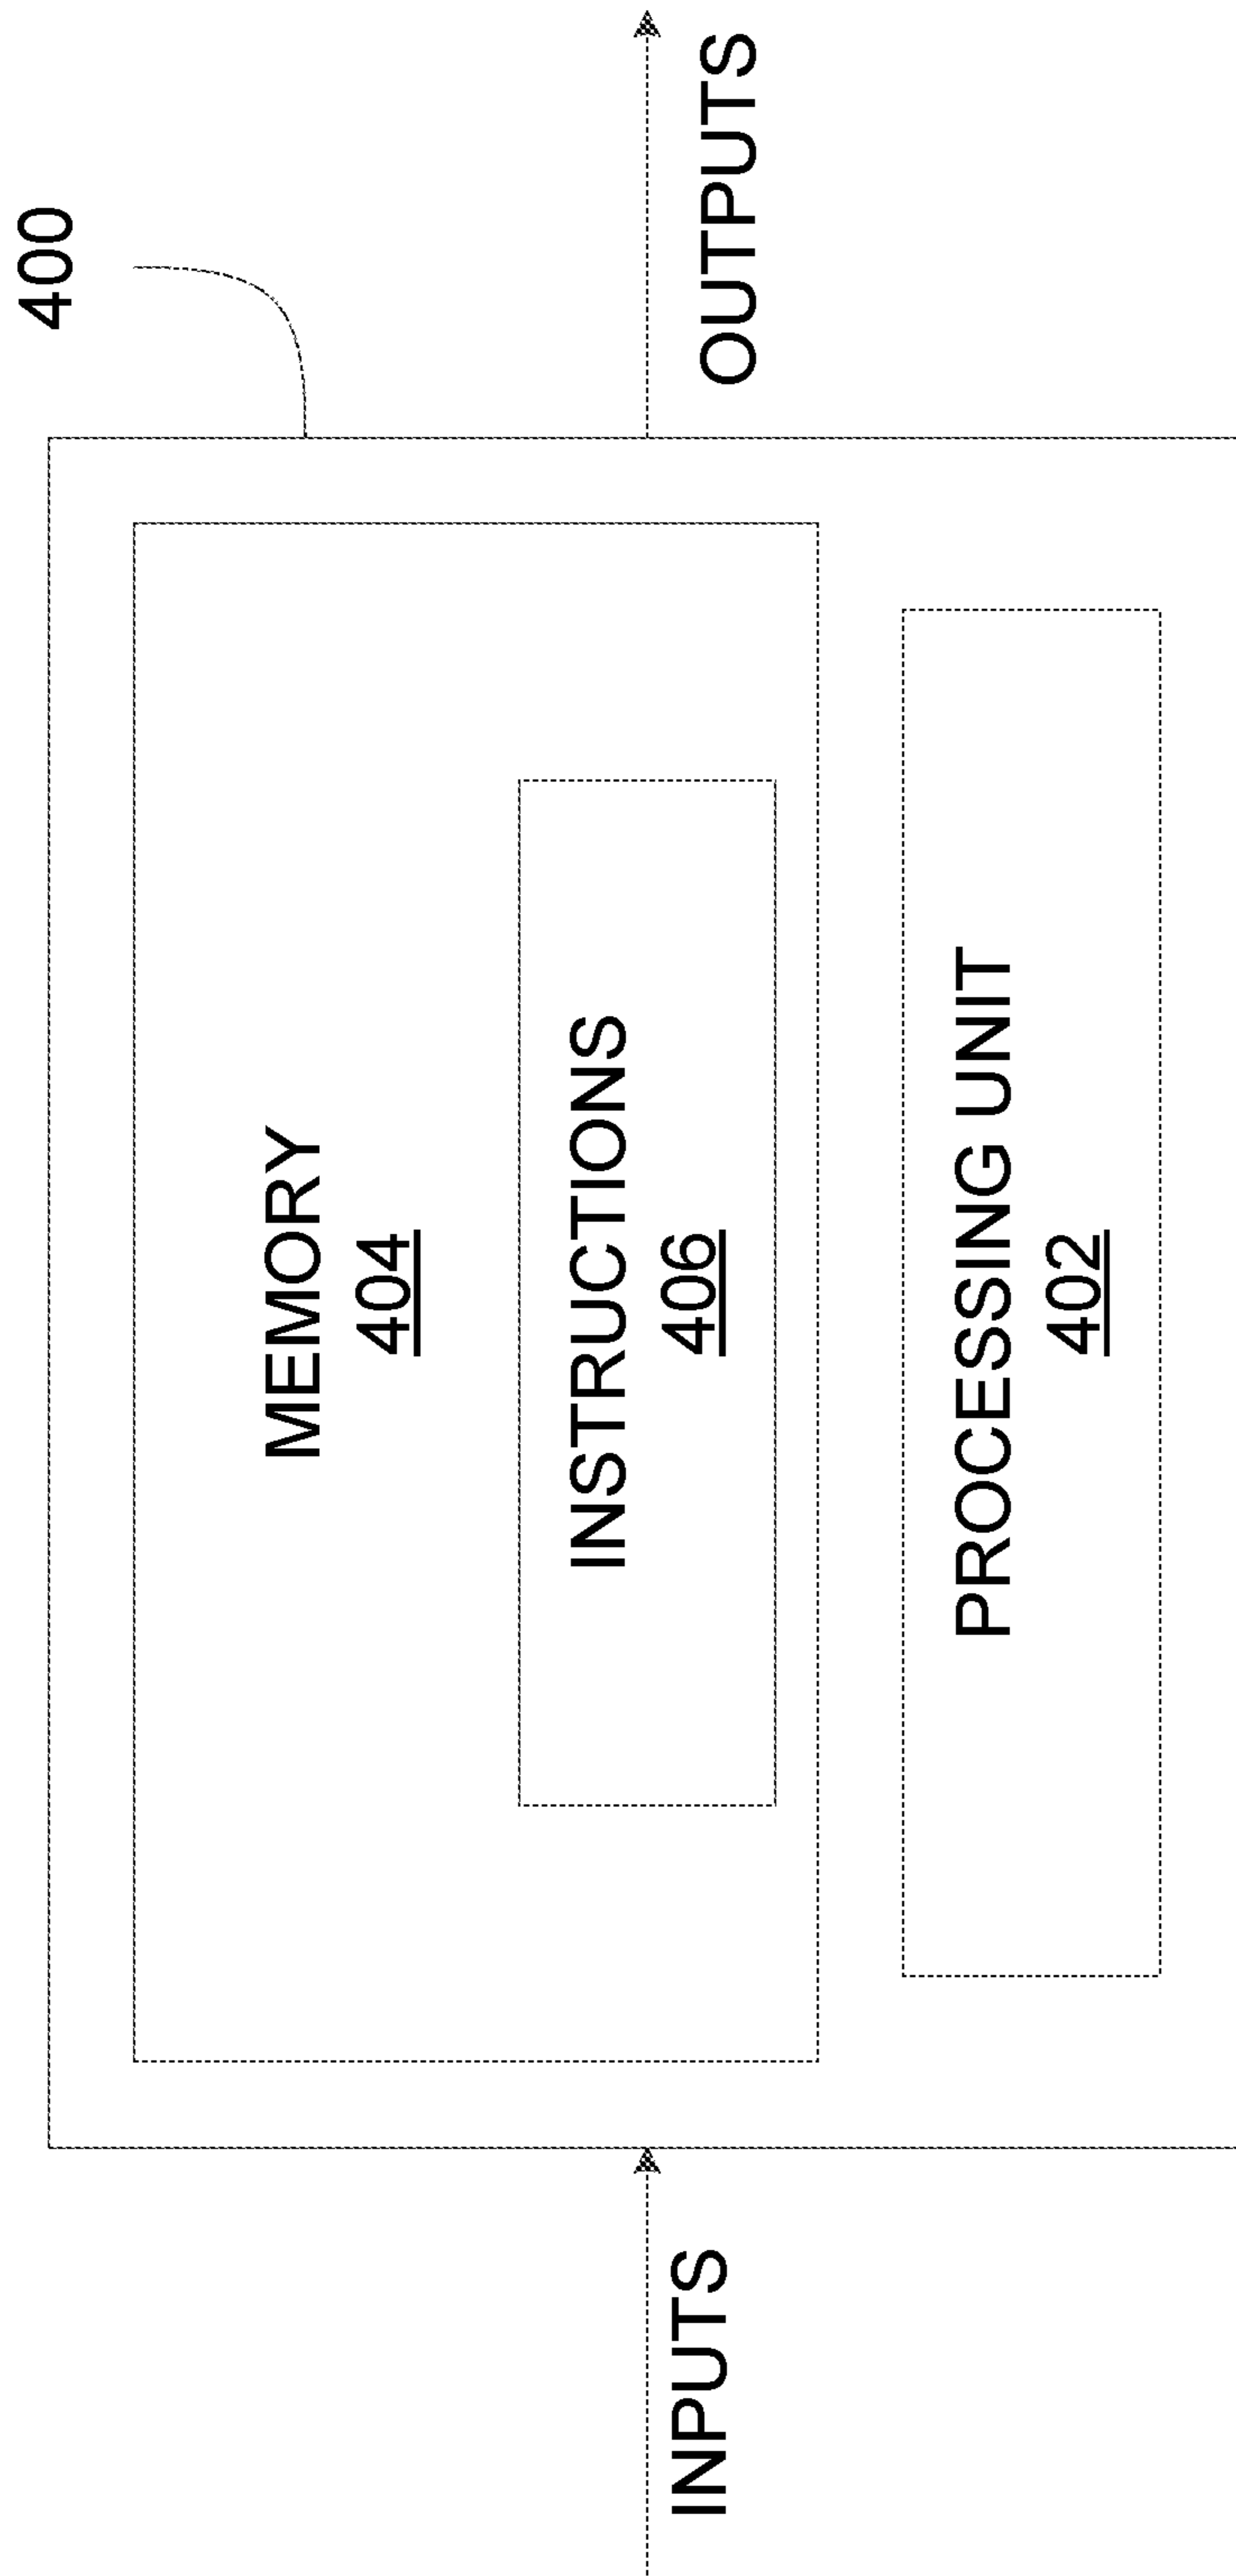 400
MEMORY
404
INSTRUCTIONS
406
PROCESSING UNIT
402
INPUTS
OUTPUTS